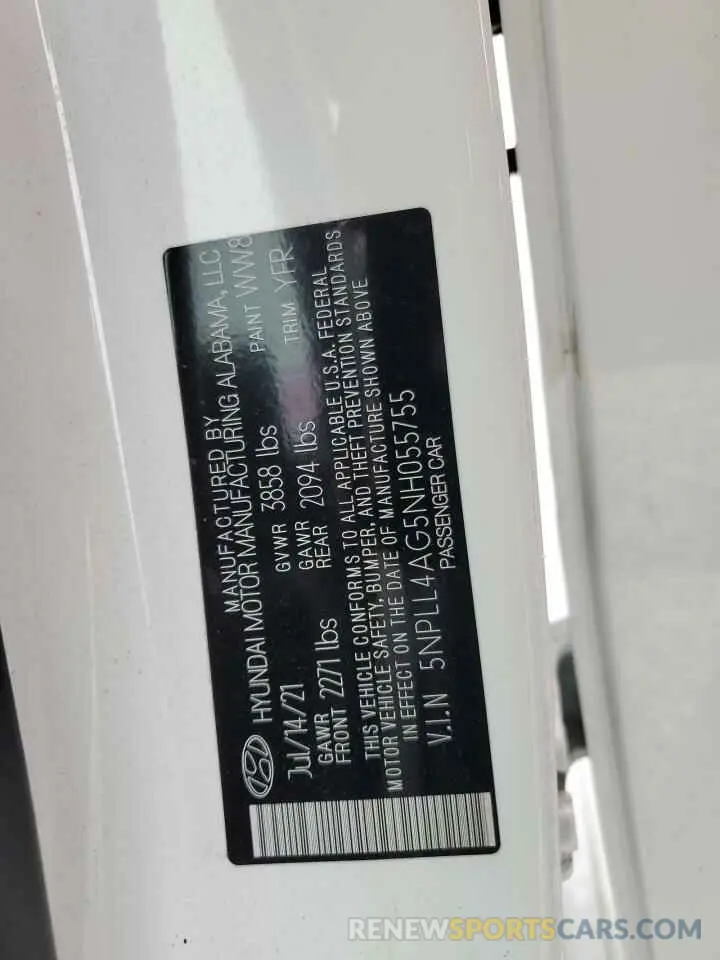 MANUFACTURED BY
HYUNDAI MOTOR MANUFACTURING ALABAMA, LLC
Jul/14/21 GVWR 3858 lbs PAINT WW8
GAWR FRONT 2271 lbs GAWR REAR 2094 lbs TRIM YFR
THIS VEHICLE CONFORMS TO ALL APPLICABLE U.S.A. FEDERAL
MOTOR VEHICLE SAFETY, BUMPER, AND THEFT PREVENTION STANDARDS
IN EFFECT ON THE DATE OF MANUFACTURE SHOWN ABOVE
V.I.N 5NPLL4AG5NH055755
PASSENGER CAR
RENEWSPORTSCARS.COM